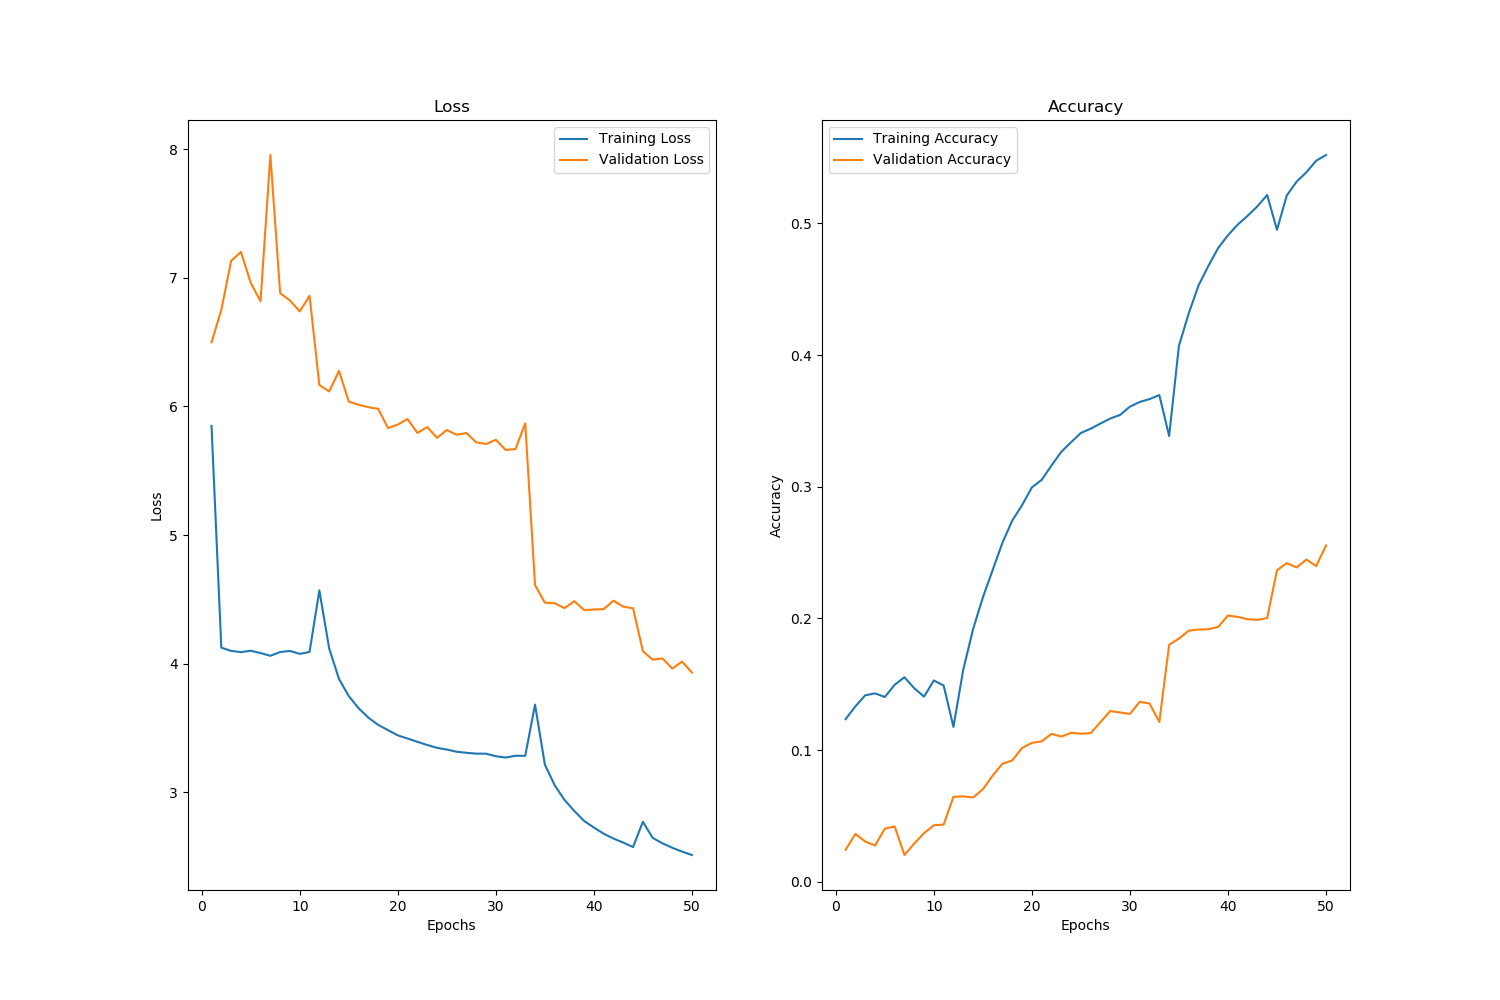 Loss
Training Loss
Validation Loss
8
7
6
5
4
3
Loss
0 10 20 30 40 50
Epochs
Accuracy
Training Accuracy
Validation Accuracy
0.5
0.4
0.3
0.2
0.1
0.0
Accuracy
0 10 20 30 40 50
Epochs